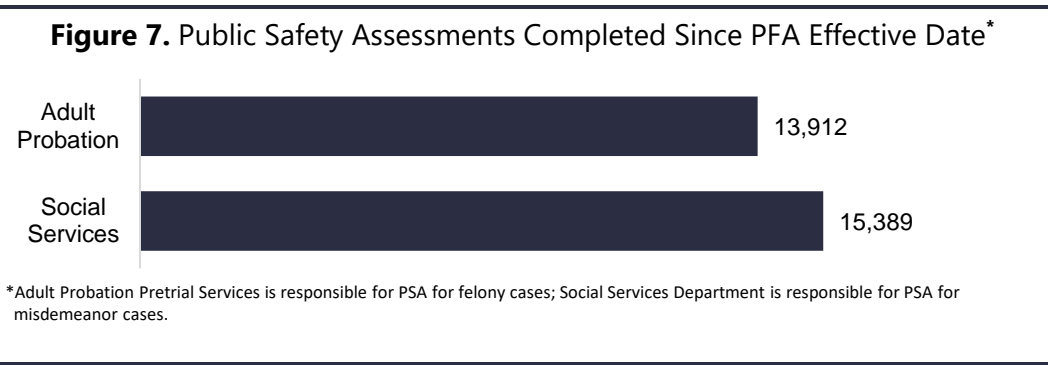 Figure 7. Public Safety Assessments Completed Since PFA Effective Date*
Adult
Probation
13,912
Social
Services
15,389
*Adult Probation Pretrial Services is responsible for PSA for felony cases; Social Services Department is responsible for PSA for
misdemeanor cases.